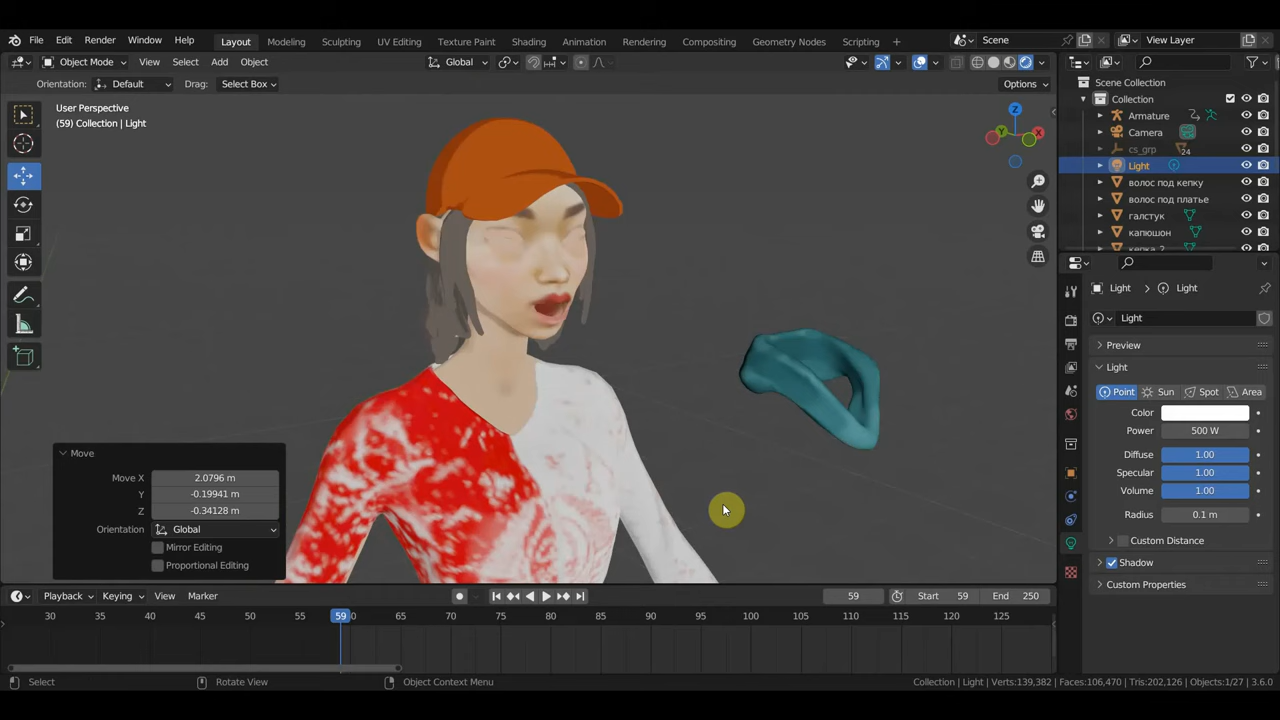 File Edit Render Window Help Layout Modeling Sculpting UV Editing Texture Paint Shading Animation Rendering Compositing Geometry Nodes Scripting + Scene View Layer
Object Mode View Select Add Object Global
Orientation: Default Drag: Select Box Options
User Perspective
(59) Collection | Light
Z
Y
X
Scene Collection
Collection
Armature
Camera
cs_grp 24
Light
волос под кепку
волос под платье
галстук
капюшон
кепка 2
Light Light
Light
Preview
Light
Point Sun Spot Area
Color
Power 500 W
Diffuse 1.00
Specular 1.00
Volume 1.00
Radius 0.1 m
Custom Distance
Shadow
Custom Properties
Move
Move X 2.0796 m
Y -0.19941 m
Z -0.34128 m
Orientation Global
Mirror Editing
Proportional Editing
Playback Keying View Marker 59 Start 59 End 250
30 35 40 45 50 55 59 60 65 70 75 80 85 90 95 100 105 110 115 120 125
Select Rotate View Object Context Menu Collection | Light | Verts:139,382 | Faces:106,470 | Tris:202,126 | Objects:1/27 | 3.6.0